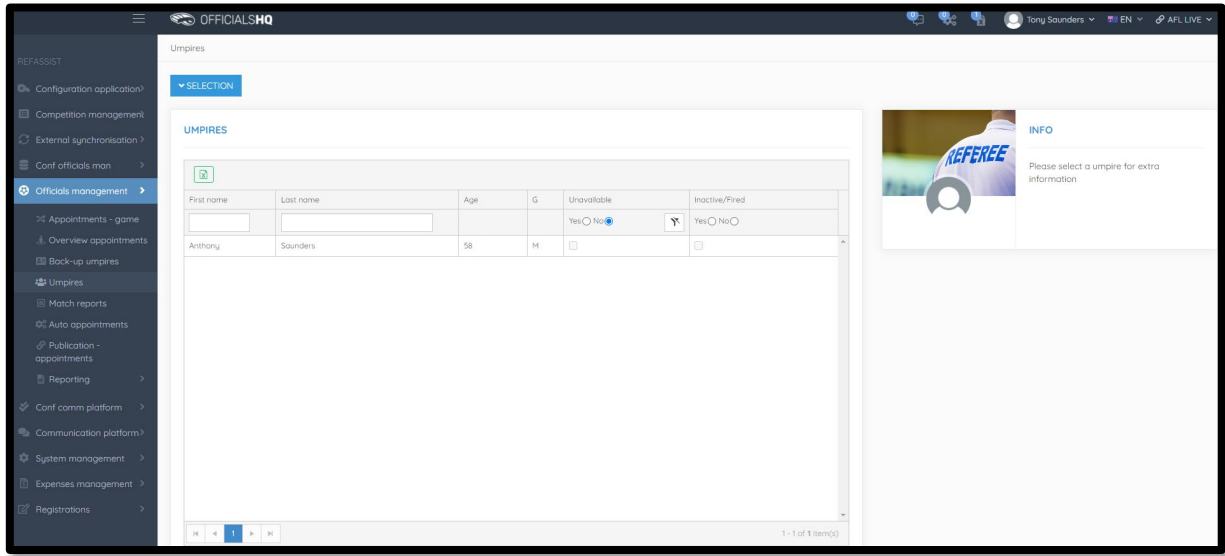 OFFICIALSHQ
0
0
1
Tony Saunders
EN
AFL LIVE
REFASSIST
Configuration application
Competition management
External synchronisation
Conf officials man
Officials management
Appointments - game
Overview appointments
Back-up umpires
Umpires
Match reports
Auto appointments
Publication -
appointments
Reporting
Conf comm platform
Communication platform
System management
Expenses management
Registrations
Umpires
SELECTION
UMPIRES
First name Last name Age G Unavailable Inactive/Fired
Yes No Yes No
Anthony Saunders 58 M
1
1 - 1 of 1 item(s)
REFEREE
INFO
Please select a umpire for extra
information